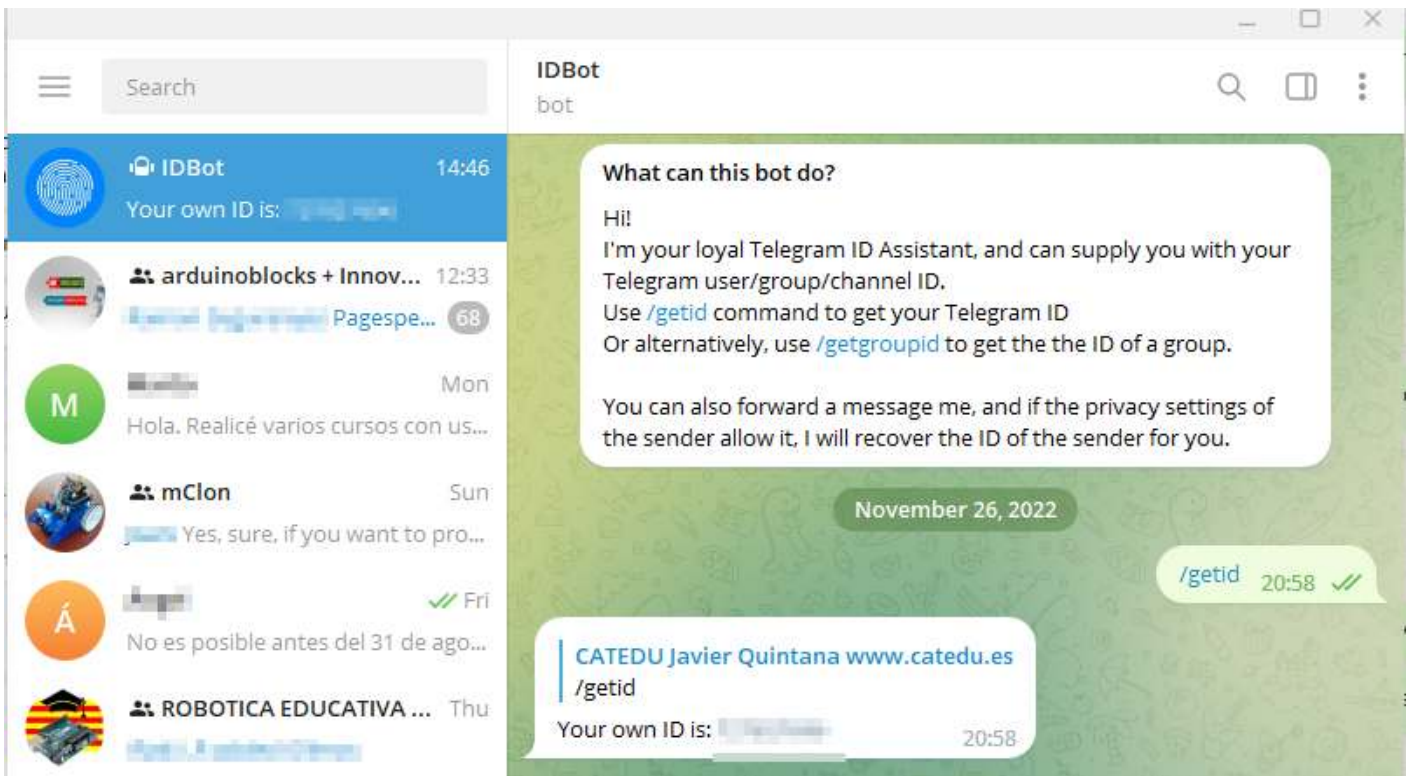 Search
IDBot
14:46
Your own ID is:
arduinoblocks + Innov...
12:33
Pagespe...
68
M
Mon
Hola. Realicé varios cursos con us...
mClon
Sun
Yes, sure, if you want to pro...
Á
Fri
No es posible antes del 31 de ago...
ROBOTICA EDUCATIVA ...
Thu
IDBot
bot
What can this bot do?
Hi!
I'm your loyal Telegram ID Assistant, and can supply you with your
Telegram user/group/channel ID.
Use /getid command to get your Telegram ID
Or alternatively, use /getgroupid to get the the ID of a group.
You can also forward a message me, and if the privacy settings of
the sender allow it, I will recover the ID of the sender for you.
November 26, 2022
/getid 20:58
CATEDU Javier Quintana www.catedu.es
/getid
Your own ID is:
20:58